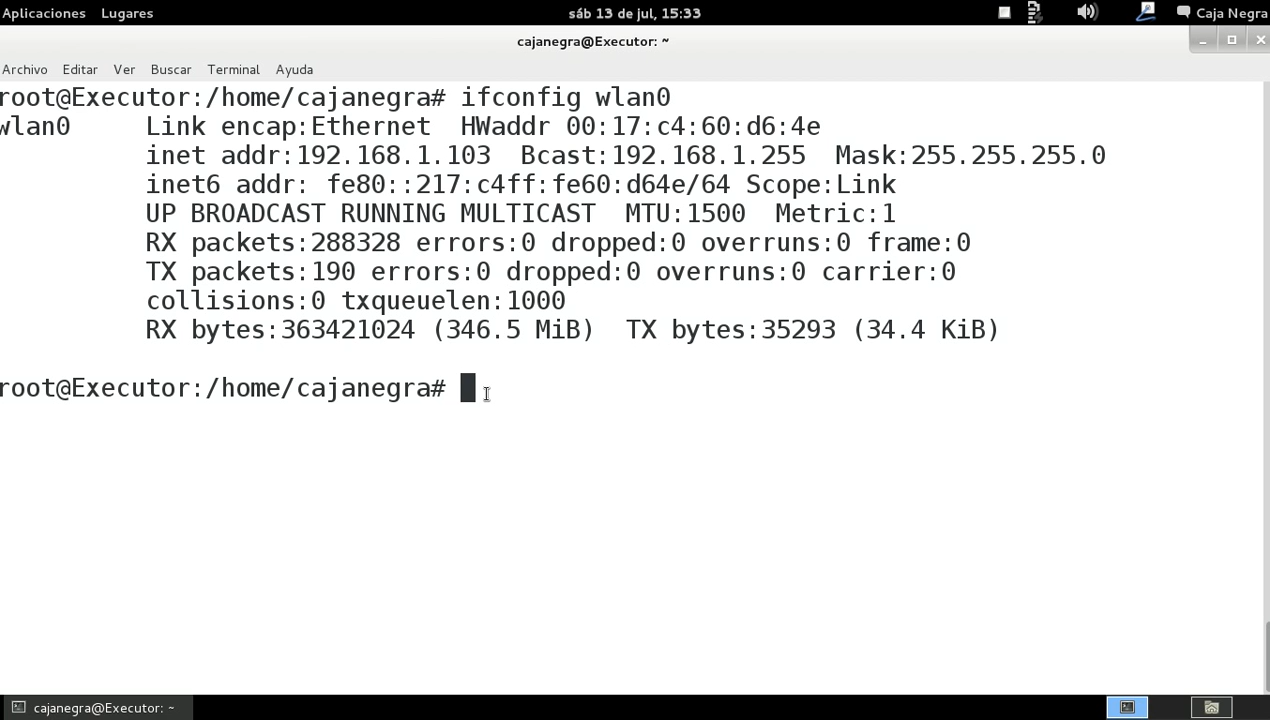 Aplicaciones Lugares sáb 13 de jul, 15:33 Caja Negra
cajanegra@Executor: ~
Archivo Editar Ver Buscar Terminal Ayuda
root@Executor:/home/cajanegra# ifconfig wlan0
wlan0 Link encap:Ethernet HWaddr 00:17:c4:60:d6:4e
inet addr:192.168.1.103 Bcast:192.168.1.255 Mask:255.255.255.0
inet6 addr: fe80::217:c4ff:fe60:d64e/64 Scope:Link
UP BROADCAST RUNNING MULTICAST MTU:1500 Metric:1
RX packets:288328 errors:0 dropped:0 overruns:0 frame:0
TX packets:190 errors:0 dropped:0 overruns:0 carrier:0
collisions:0 txqueuelen:1000
RX bytes:363421024 (346.5 MiB) TX bytes:35293 (34.4 KiB)
root@Executor:/home/cajanegra#
cajanegra@Executor: ~